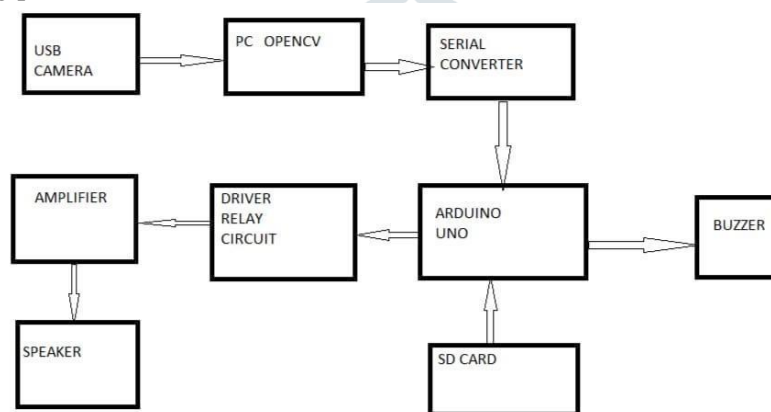 USB
CAMERA
PC OPENCV
SERIAL
CONVERTER
AMPLIFIER
DRIVER
RELAY
CIRCUIT
ARDUINO
UNO
BUZZER
SPEAKER
SD CARD